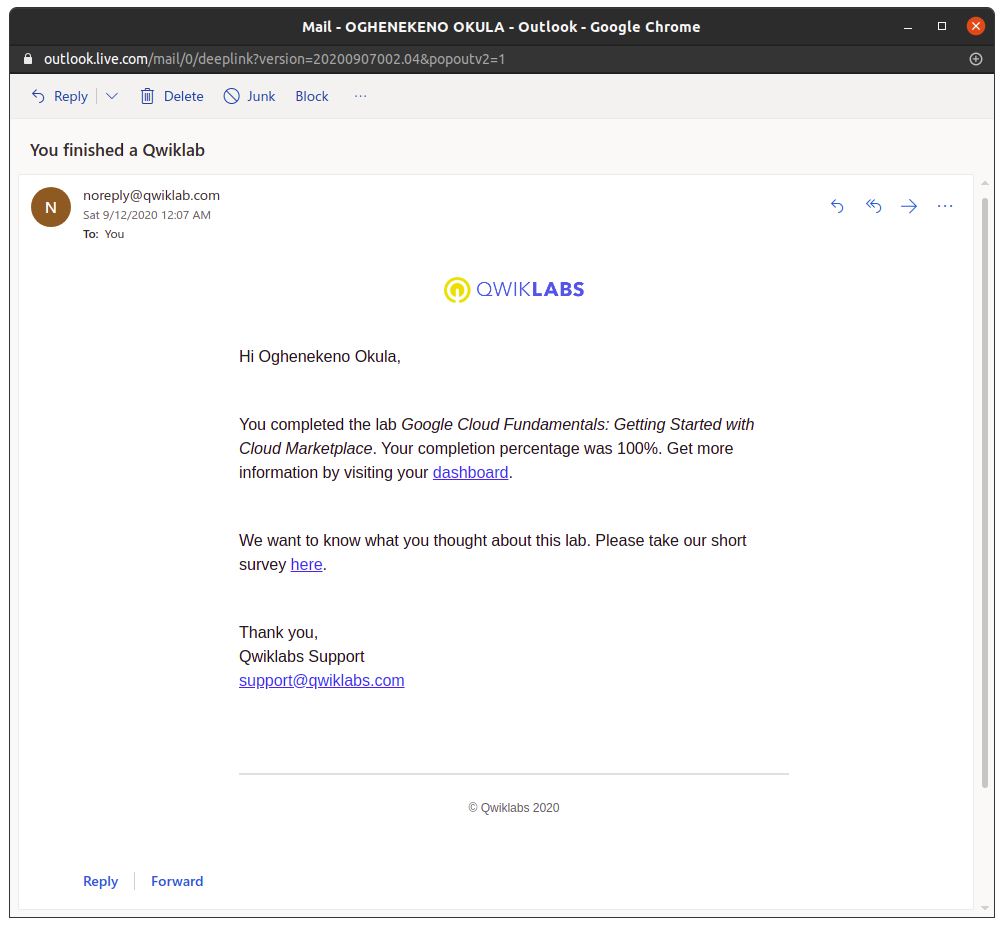 Mail - OGHENEKENO OKULA - Outlook - Google Chrome
outlook.live.com/mail/0/deeplink?version=20200907002.04&popoutv2=1
Reply Delete Junk Block ...
You finished a Qwiklab
N
noreply@qwiklab.com
Sat 9/12/2020 12:07 AM
To: You
QWIKLABS
Hi Oghenekeno Okula,
You completed the lab Google Cloud Fundamentals: Getting Started with
Cloud Marketplace. Your completion percentage was 100%. Get more
information by visiting your dashboard.
We want to know what you thought about this lab. Please take our short
survey here.
Thank you,
Qwiklabs Support
support@qwiklabs.com
© Qwiklabs 2020
Reply Forward